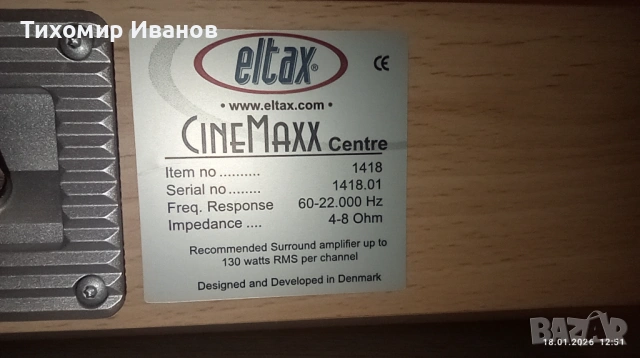 Тихомир Иванов
eltax®
CE
• www.eltax.com •
CINEMAXX Centre
Item no .......... 1418
Serial no ........ 1418.01
Freq. Response 60-22.000 Hz
Impedance .... 4-8 Ohm
Recommended Surround amplifier up to
130 watts RMS per channel
Designed and Developed in Denmark
BAZAR
18.01.2026 12:51